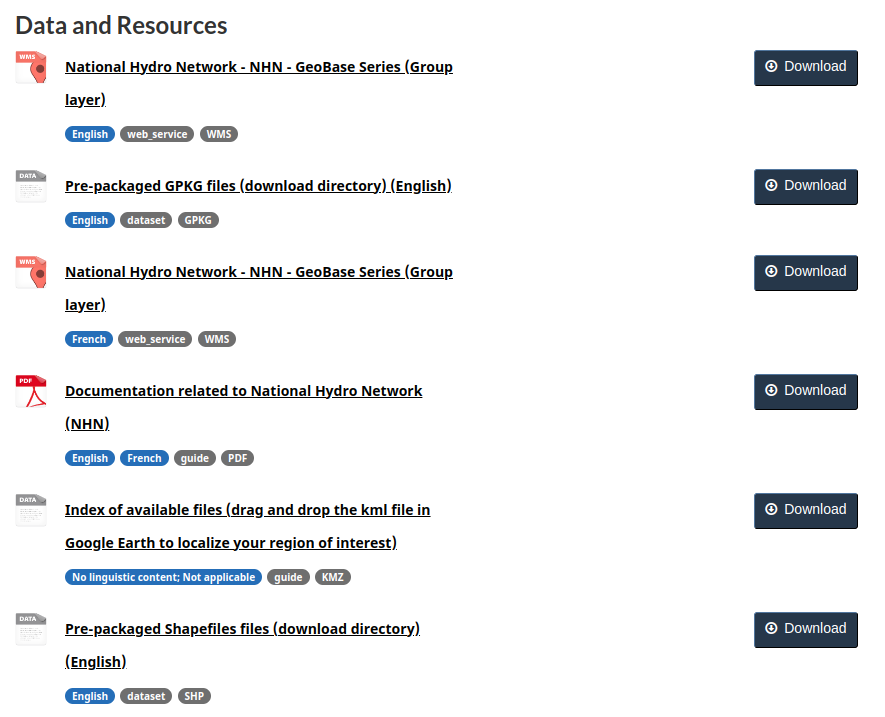 Data and Resources
WMS
National Hydro Network - NHN - GeoBase Series (Group
layer)
Download
English web_service WMS
DATA
Pre-packaged GPKG files (download directory) (English)
Download
English dataset GPKG
WMS
National Hydro Network - NHN - GeoBase Series (Group
layer)
Download
French web_service WMS
PDF
Documentation related to National Hydro Network
(NHN)
Download
English French guide PDF
DATA
Index of available files (drag and drop the kml file in
Google Earth to localize your region of interest)
Download
No linguistic content; Not applicable guide KMZ
DATA
Pre-packaged Shapefiles files (download directory)
(English)
Download
English dataset SHP